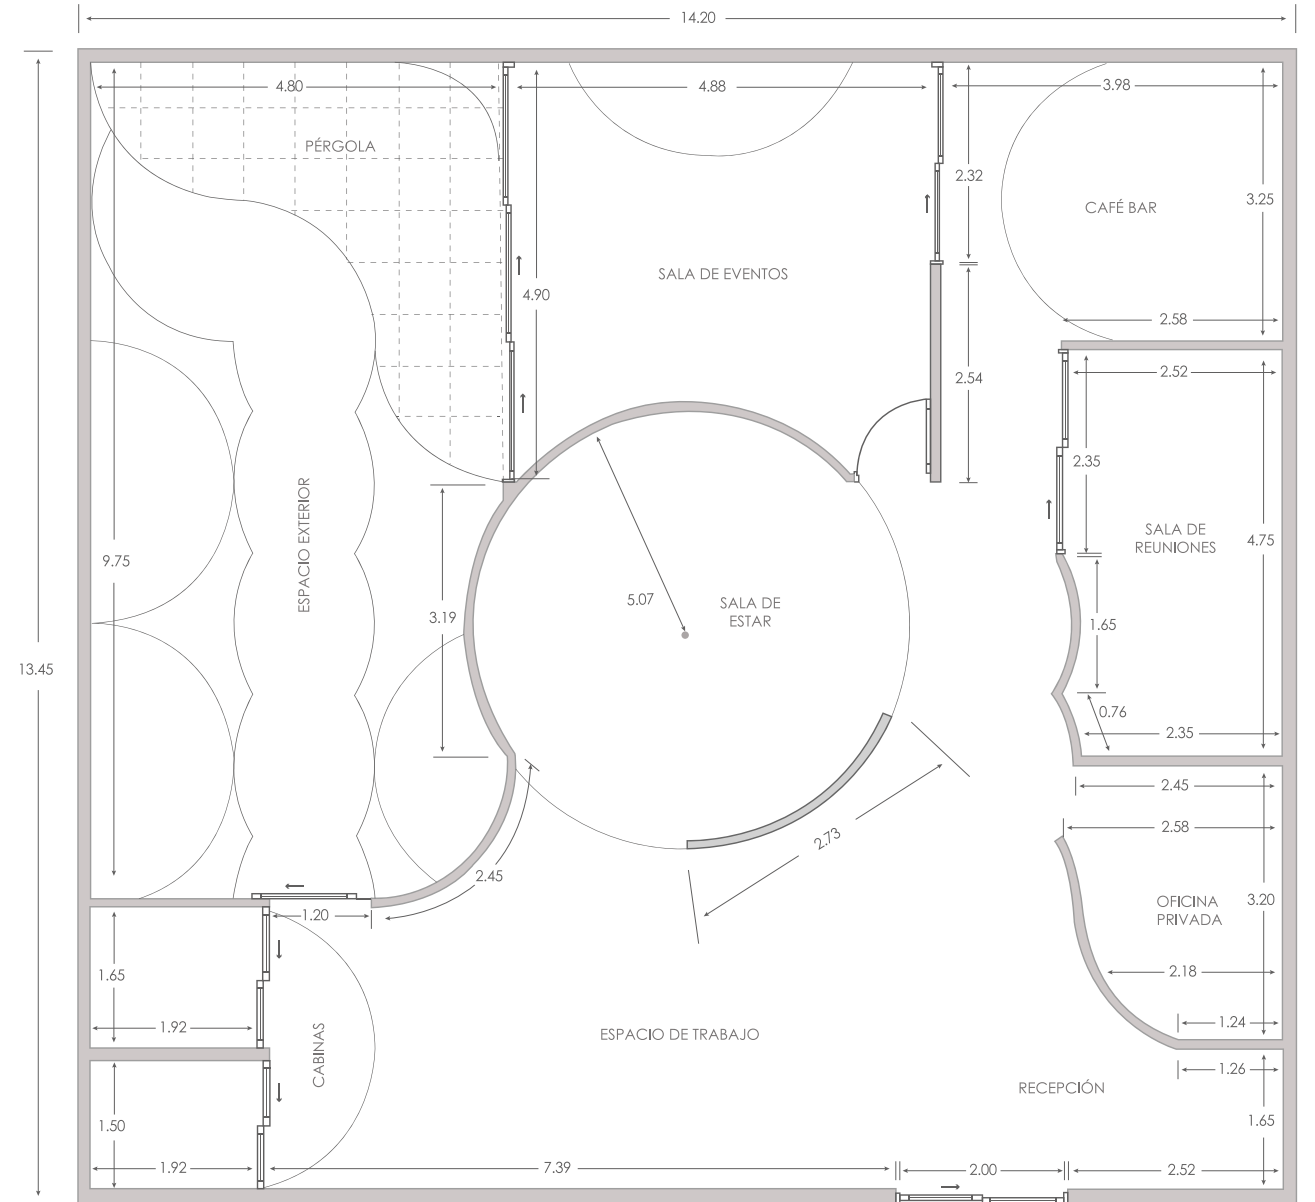 14.20
4.80
4.88
3.98
PÉRGOLA
2.32
3.25
CAFÉ BAR
SALA DE EVENTOS
4.90
2.58
2.54
2.52
2.35
ESPACIO EXTERIOR
9.75
SALA DE
REUNIONES
4.75
5.07
SALA DE
ESTAR
3.19
1.65
13.45
0.76
2.35
2.45
2.58
2.73
2.45
OFICINA
PRIVADA
3.20
1.20
1.65
2.18
1.92
1.24
ESPACIO DE TRABAJO
CABINAS
1.26
RECEPCIÓN
1.50
1.65
1.92
7.39
2.00
2.52